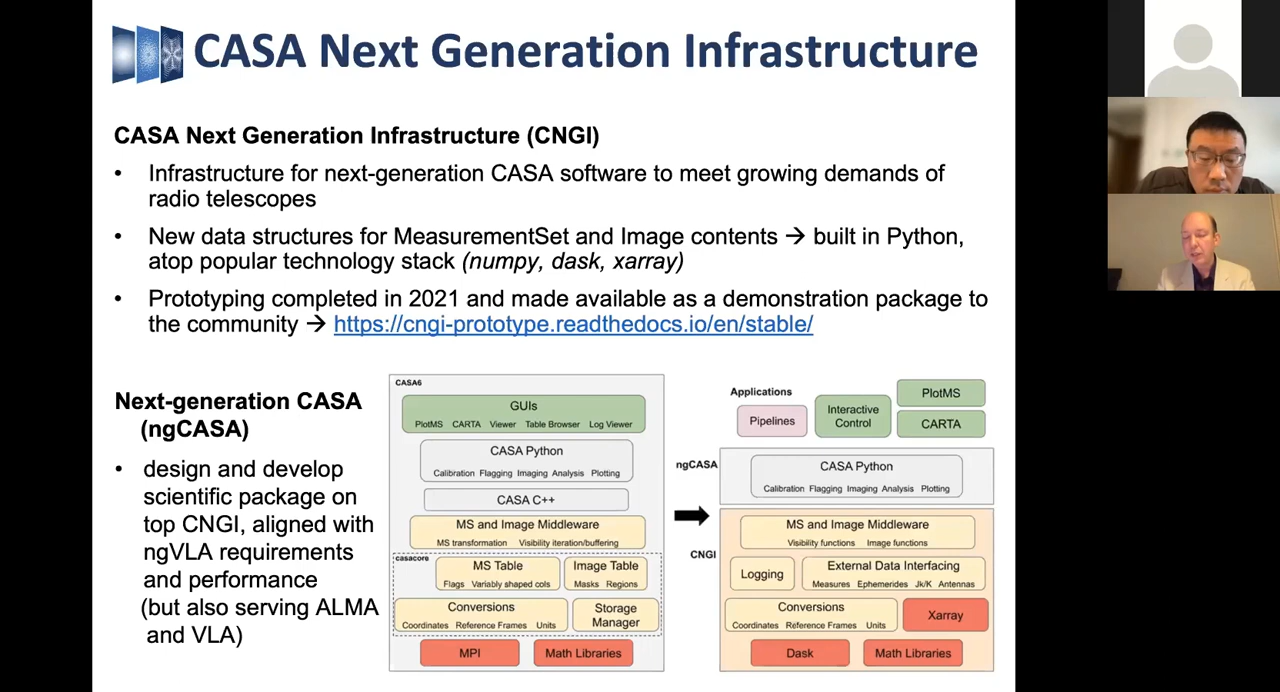 CASA Next Generation Infrastructure
CASA Next Generation Infrastructure (CNGI)
• Infrastructure for next-generation CASA software to meet growing demands of
radio telescopes
• New data structures for MeasurementSet and Image contents → built in Python,
atop popular technology stack (numpy, dask, xarray)
• Prototyping completed in 2021 and made available as a demonstration package to
the community → https://cngi-prototype.readthedocs.io/en/stable/
Next-generation CASA
(ngCASA)
• design and develop
scientific package on
top CNGI, aligned with
ngVLA requirements
and performance
(but also serving ALMA
and VLA)
CASA6
GUIs
PlotMS CARTA Viewer Table Browser Log Viewer
CASA Python
Calibration Flagging Imaging Analysis Plotting
CASA C++
MS and Image Middleware
MS transformation Visibility iteration/buffering
casacore
MS Table
Flags Variably shaped cols
Image Table
Masks Regions
Conversions
Coordinates Reference Frames Units
Storage
Manager
MPI
Math Libraries
Applications
Pipelines
Interactive
Control
PlotMS
CARTA
ngCASA
CASA Python
Calibration Flagging Imaging Analysis Plotting
CNGI
MS and Image Middleware
Visibility functions Image functions
Logging
External Data Interfacing
Measures Ephemerides Jk/K Antennas
Conversions
Coordinates Reference Frames Units
Xarray
Dask
Math Libraries